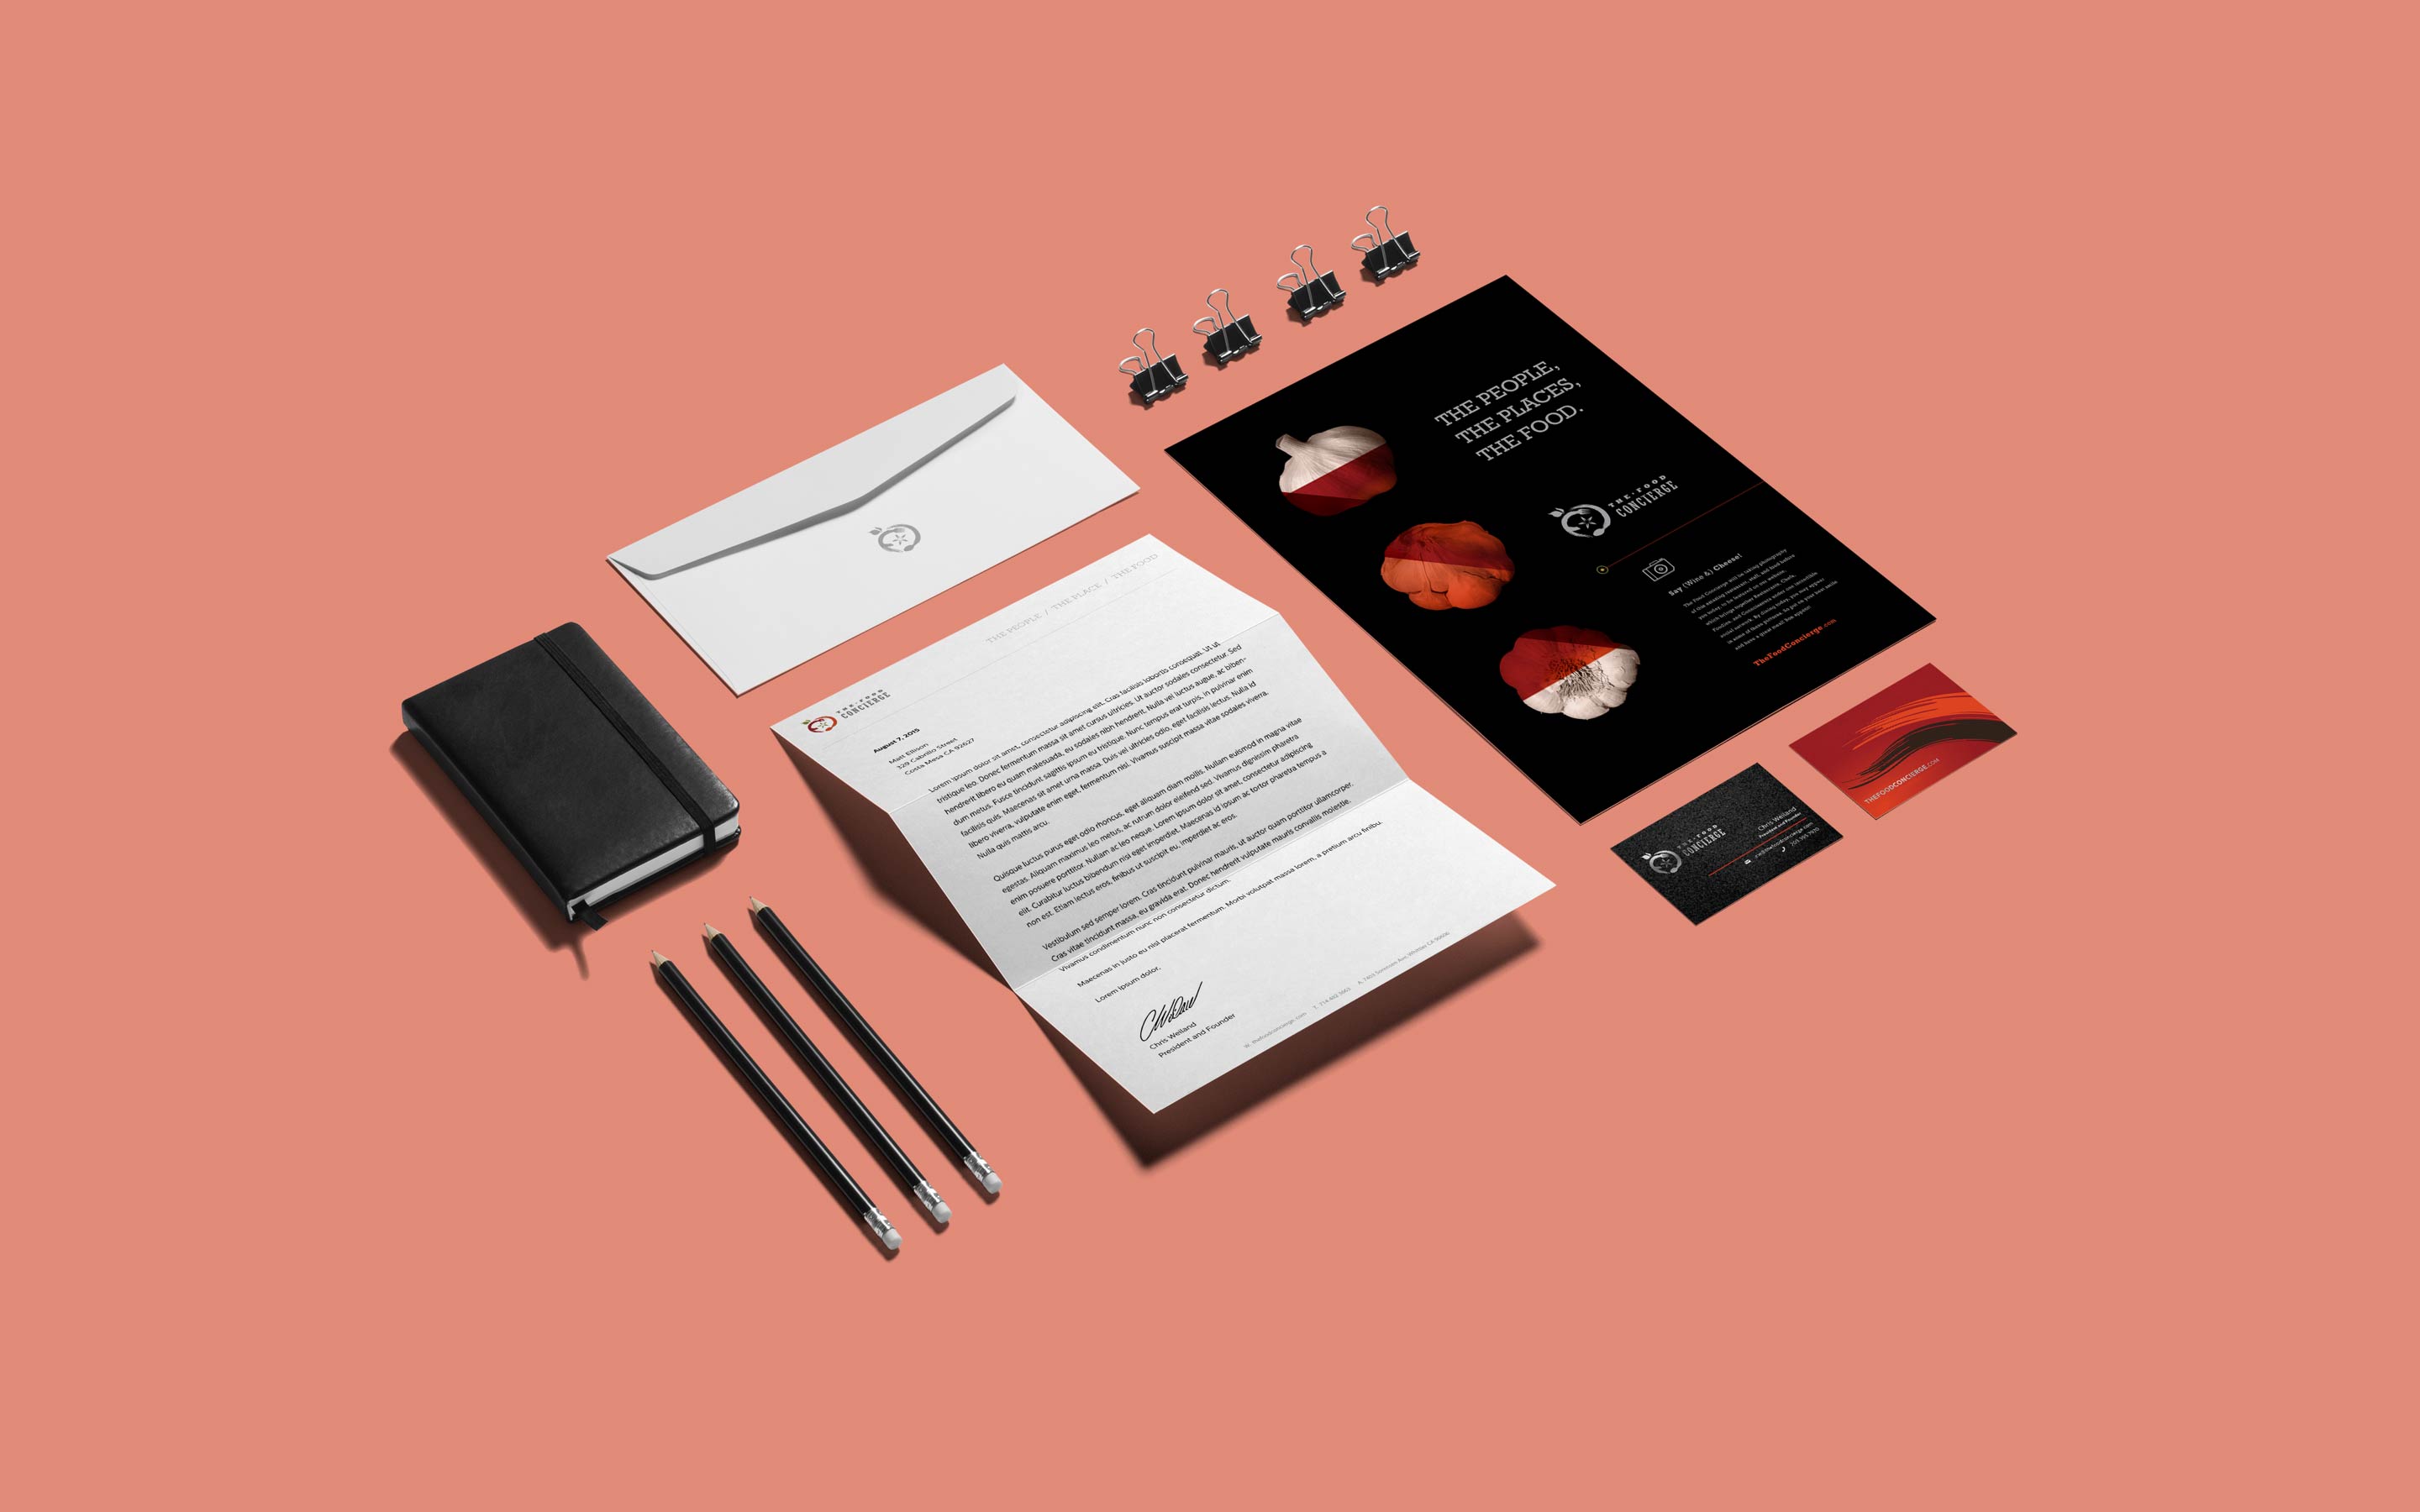 THE PEOPLE / THE PLACE / THE FOOD
THE·FOOD
CONCIERGE
August 7, 2015
Matt Ellison
329 Cabrillo Street
Costa Mesa CA 92627
Lorem ipsum dolor sit amet, consectetur adipiscing elit. Cras facilisis lobortis consequat. Ut ut
tristique leo. Donec fermentum massa sit amet cursus ultricies. Ut auctor sodales consectetur. Sed
hendrerit libero eu quam malesuada, eu sodales nibh hendrerit. Nulla vel luctus augue, ac biben-
dum metus. Fusce tincidunt sagittis ipsum eu tristique. Nunc tempus erat turpis, in pulvinar enim
facilisis quis. Maecenas sit amet urna massa. Duis vel ultricies odio, eget facilisis lectus. Nulla id
libero viverra, vulputate enim eget, fermentum nisl. Vivamus suscipit massa vitae sodales viverra.
Nulla quis mattis arcu.
Quisque luctus purus eget odio rhoncus, eget aliquam diam mollis. Nullam euismod in magna vitae
egestas. Aliquam maximus leo metus, ac rutrum dolor eleifend sed. Vivamus dignissim pharetra
enim posuere porttitor. Nullam ac leo neque. Lorem ipsum dolor sit amet, consectetur adipiscing
elit. Curabitur luctus bibendum nisl eget imperdiet. Maecenas id ipsum ac tortor pharetra tempus a
non est. Etiam lectus eros, finibus ut suscipit eu, imperdiet ac eros.
Vestibulum sed semper lorem. Cras tincidunt pulvinar mauris, ut auctor quam porttitor ullamcorper.
Cras vitae tincidunt massa, eu gravida erat. Donec hendrerit vulputate mauris convallis molestie.
Vivamus condimentum nunc non consectetur dictum.
Maecenas in justo eu nisl placerat fermentum. Morbi volutpat massa lorem, a pretium arcu finibu.
Lorem ipsum dolor.
Chris Weiland
President and Founder
W. thefoodconcierge.com
THE PEOPLE,
THE PLACES,
THE FOOD.
THE·FOOD
CONCIERGE
Say (Wine &) Cheese!
The Food Concierge will be taking photography
TheFoodConcierge.com
THE·FOOD
CONCIERGE
Chris Weiland
President and Founder
THEFOODCONCIERGE.COM